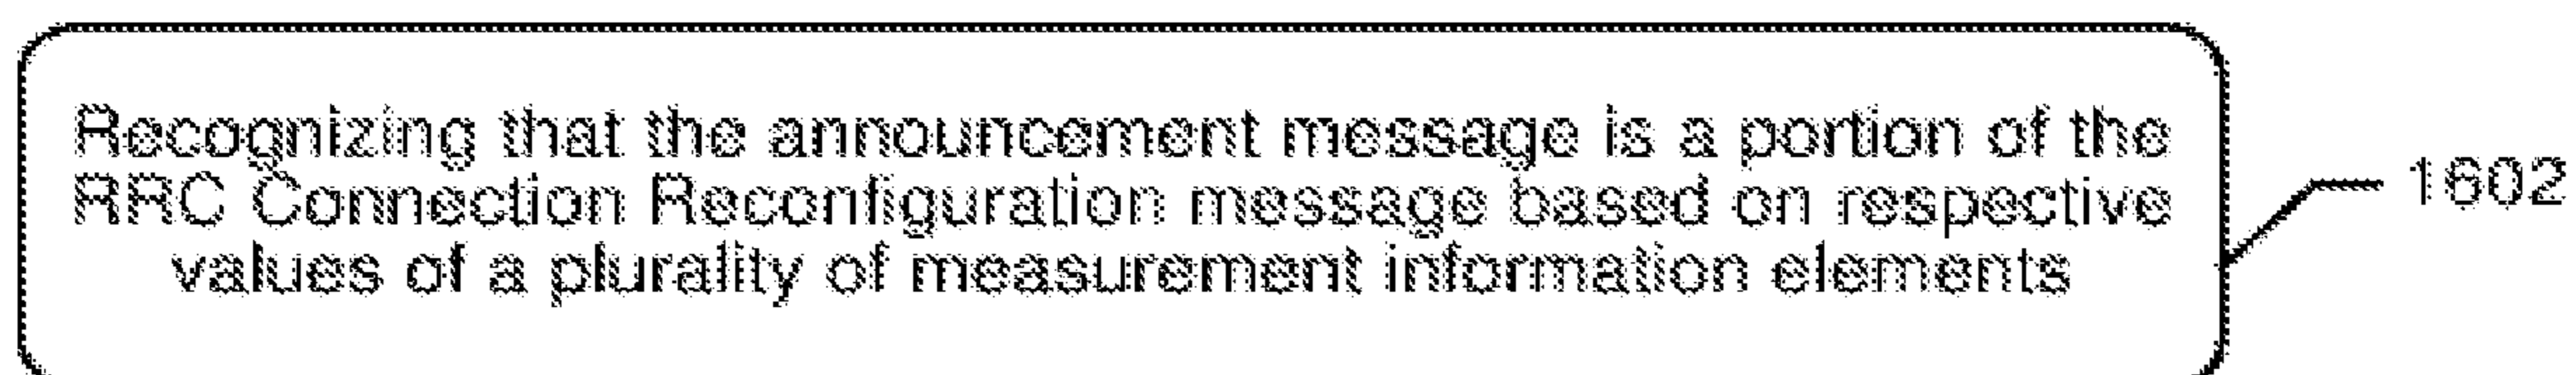 Recognizing that the announcement message is a portion of the
RRC Connection Reconfiguration message based on respective
values of a plurality of measurement information elements
1602